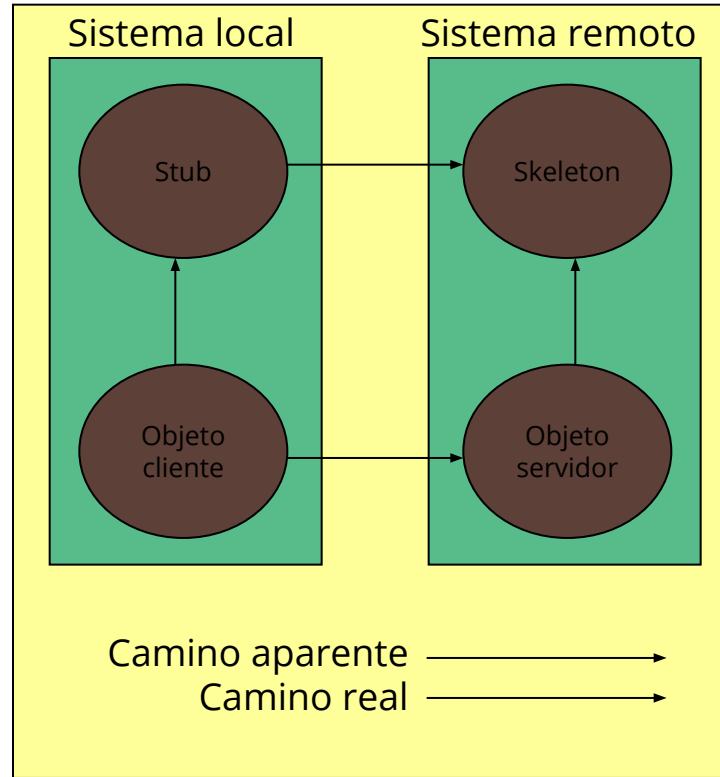 Sistema local
Sistema remoto
Stub
Skeleton
Objeto
cliente
Objeto
servidor
Camino aparente
Camino real